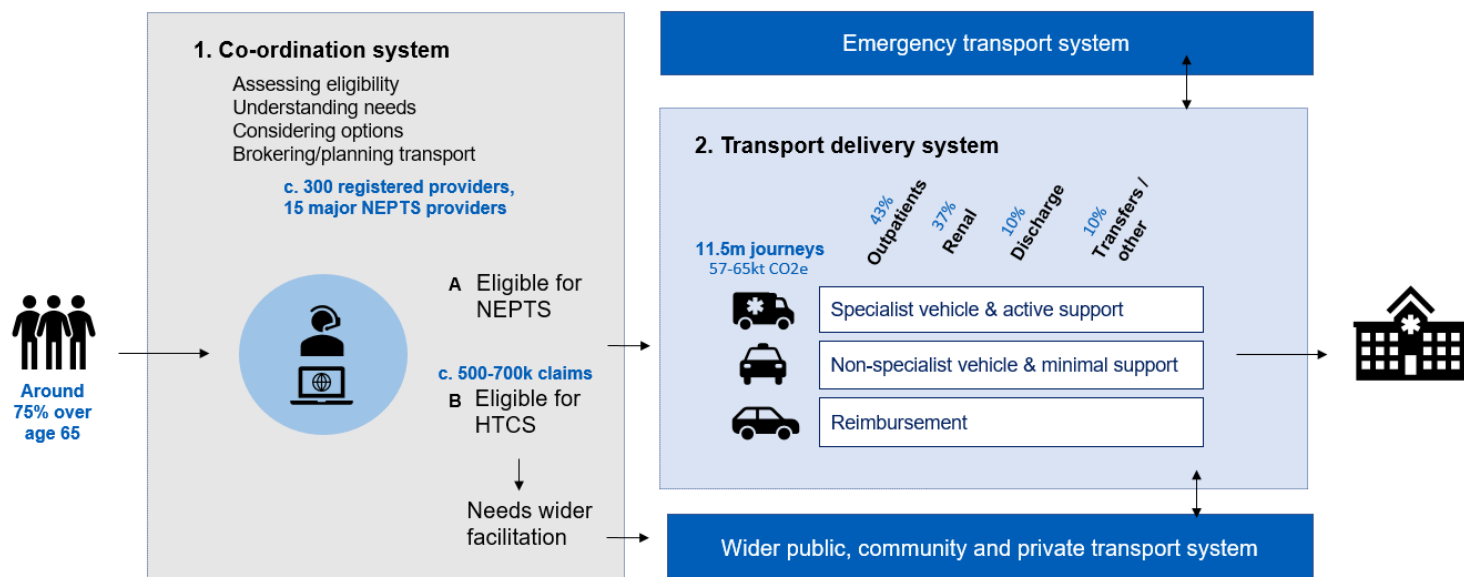 1. Co-ordination system
Assessing eligibility
Understanding needs
Considering options
Brokering/planning transport
c. 300 registered providers,
15 major NEPTS providers
Around
75% over
age 65
A Eligible for
NEPTS
c. 500-700k claims
B Eligible for
HTCS
Needs wider
facilitation
Emergency transport system
2. Transport delivery system
43%
Outpatients
37%
Renal
10%
Discharge
10%
Transfers /
other
11.5m journeys
57-65kt CO2e
Specialist vehicle & active support
Non-specialist vehicle & minimal support
Reimbursement
Wider public, community and private transport system